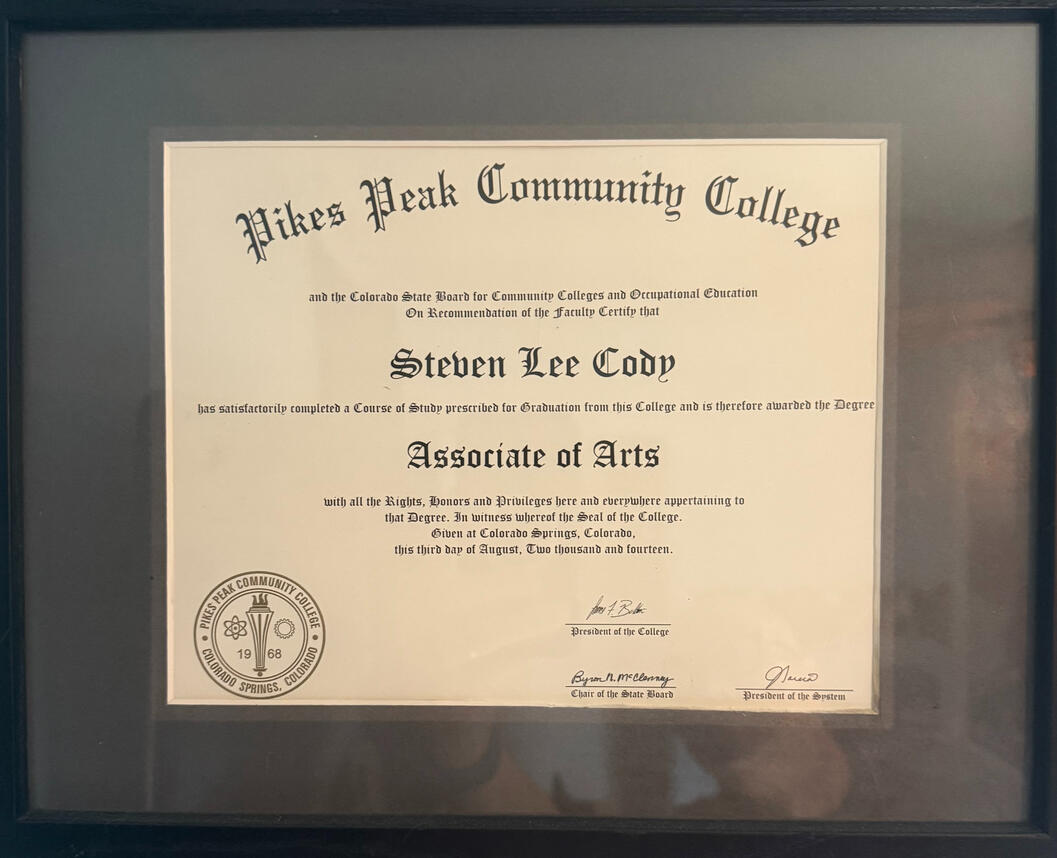 Pikes Peak Community College
and the Colorado State Board for Community Colleges and Occupational Education
On Recommendation of the Faculty Certify that
Steven Lee Cody
has satisfactorily completed a Course of Study prescribed for Graduation from this College and is therefore awarded the Degree
Associate of Arts
with all the Rights, Honors and Privileges here and everywhere appertaining to
that Degree. In witness whereof the Seal of the College.
Given at Colorado Springs, Colorado,
this third day of August, Two thousand and fourteen.
PIKES PEAK COMMUNITY COLLEGE
19 68
COLORADO SPRINGS, COLORADO
President of the College
Byron N. McClenney
Chair of the State Board
President of the System